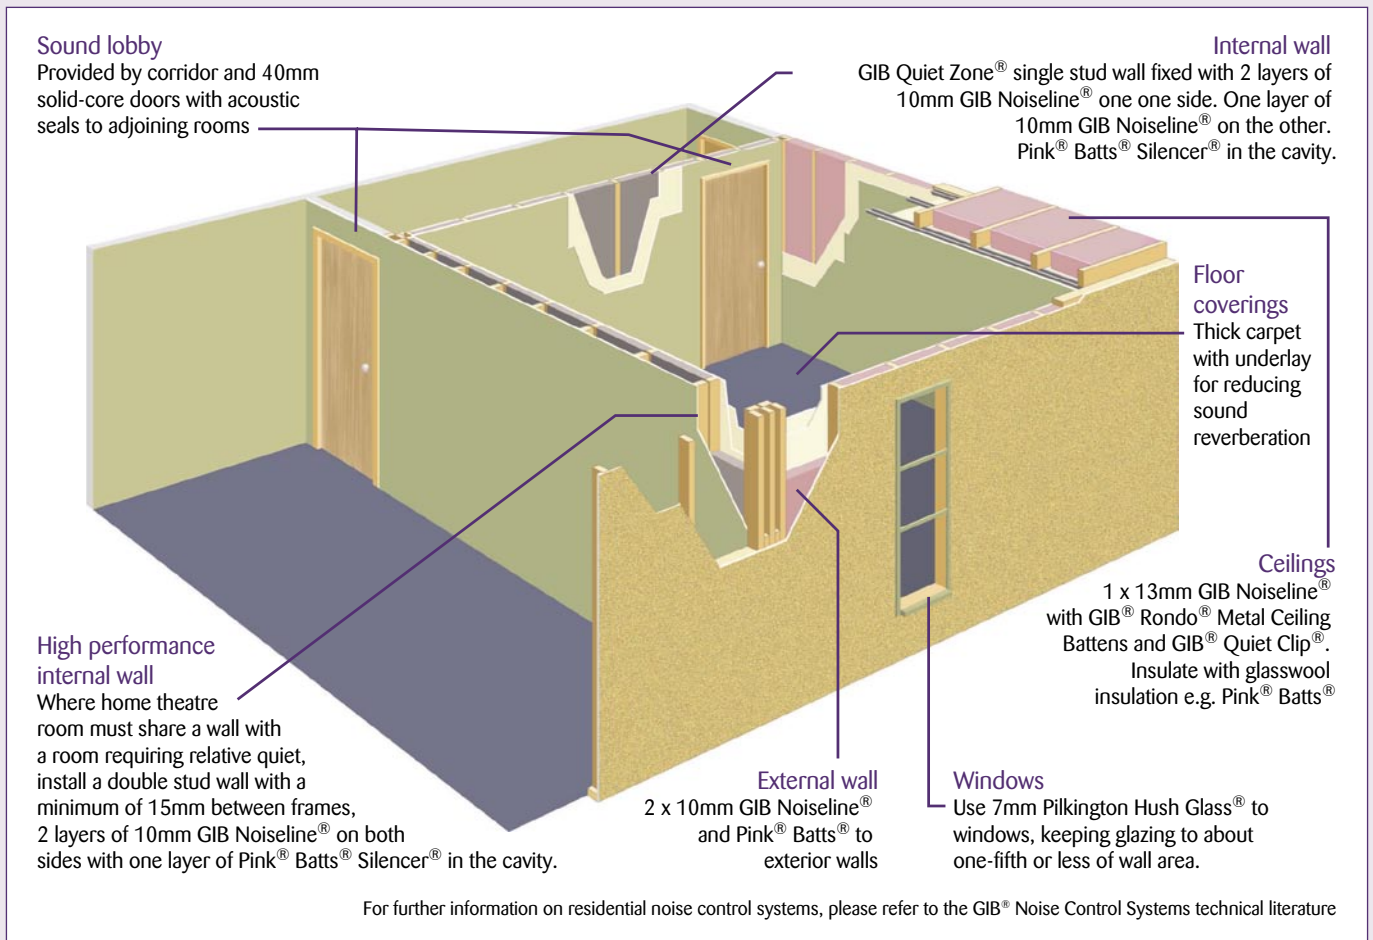 Sound lobby
Provided by corridor and 40mm
solid-core doors with acoustic
seals to adjoining rooms
Internal wall
GIB Quiet Zone® single stud wall fixed with 2 layers of
10mm GIB Noiseline® one one side. One layer of
10mm GIB Noiseline® on the other.
Pink® Batts® Silencer® in the cavity.
Floor
coverings
Thick carpet
with underlay
for reducing
sound
reverberation
Ceilings
1 x 13mm GIB Noiseline®
with GIB® Rondo® Metal Ceiling
Battens and GIB® Quiet Clip®.
Insulate with glasswool
insulation e.g. Pink® Batts®
High performance
internal wall
Where home theatre
room must share a wall with
a room requiring relative quiet,
install a double stud wall with a
minimum of 15mm between frames,
2 layers of 10mm GIB Noiseline® on both
sides with one layer of Pink® Batts® Silencer® in the cavity.
External wall
2 x 10mm GIB Noiseline®
and Pink® Batts® to
exterior walls
Windows
Use 7mm Pilkington Hush Glass® to
windows, keeping glazing to about
one-fifth or less of wall area.
For further information on residential noise control systems, please refer to the GIB® Noise Control Systems technical literature